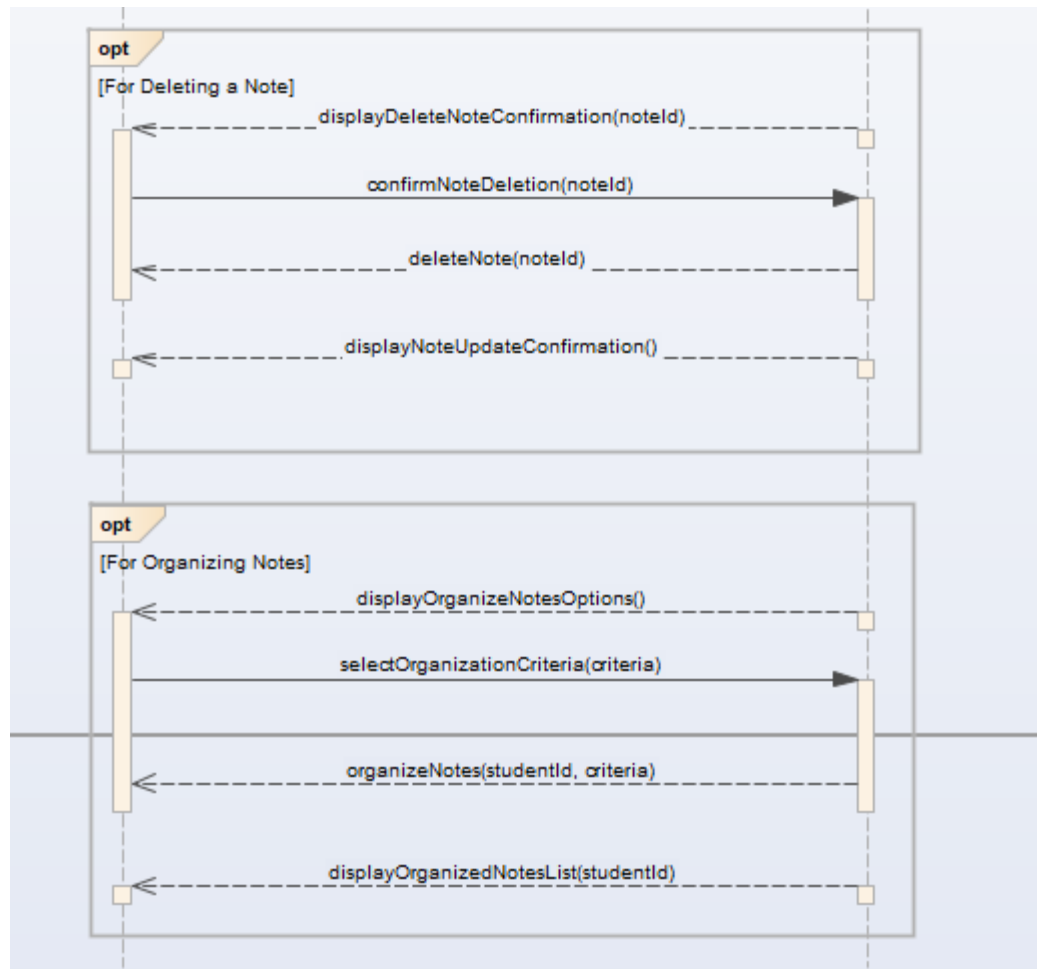 opt
[For Deleting a Note]
displayDeleteNoteConfirmation(noteId)
confirmNoteDeletion(noteId)
deleteNote(noteId)
displayNoteUpdateConfirmation()
opt
[For Organizing Notes]
displayOrganizeNotesOptions()
selectOrganizationCriteria(criteria)
organizeNotes(studentId, criteria)
displayOrganizedNotesList(studentId)